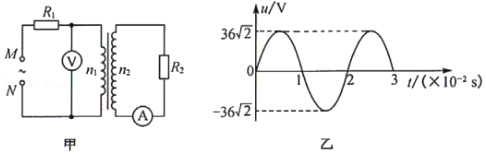 R₁
M
~
N
V
n₁
n₂
R₂
A
甲
u/V
36√2
0
1
2
3
t/(×10⁻² s)
-36√2
乙